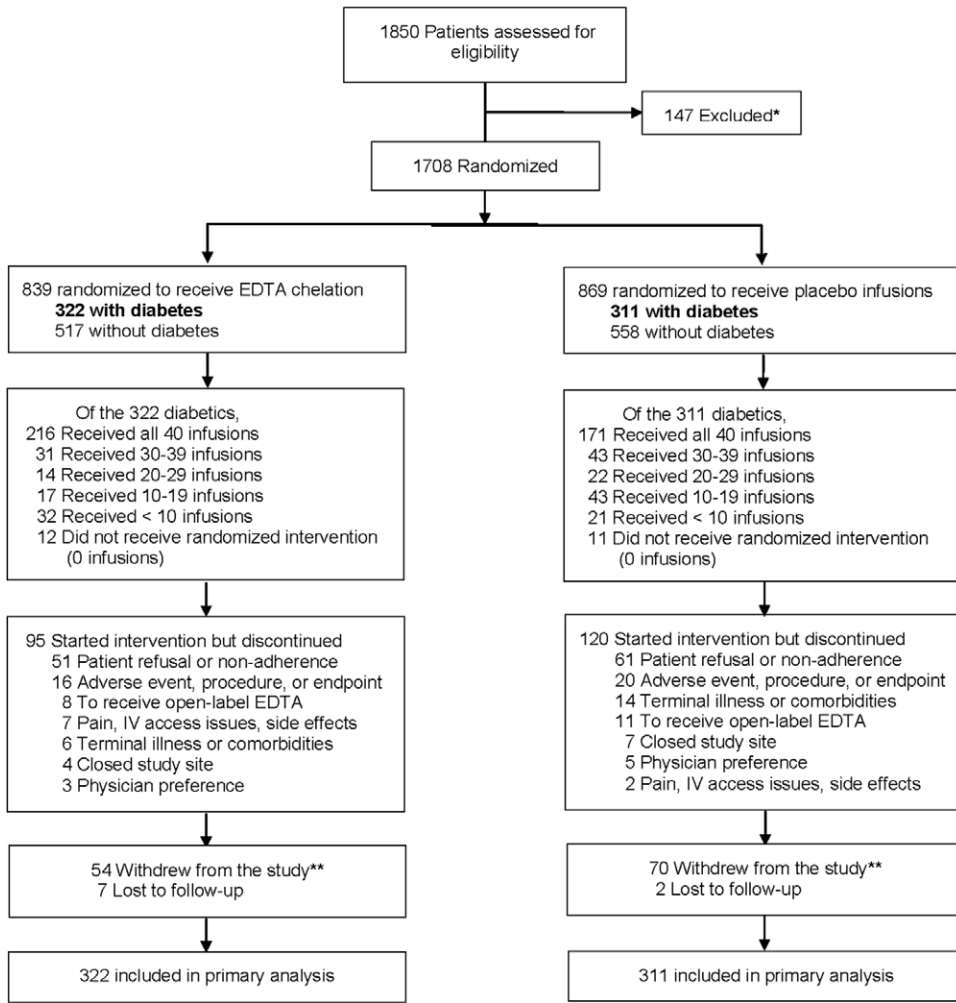 1850 Patients assessed for
eligibility
147 Excluded*
1708 Randomized
839 randomized to receive EDTA chelation
322 with diabetes
517 without diabetes
869 randomized to receive placebo infusions
311 with diabetes
558 without diabetes
Of the 322 diabetics,
216 Received all 40 infusions
31 Received 30-39 infusions
14 Received 20-29 infusions
17 Received 10-19 infusions
32 Received < 10 infusions
12 Did not receive randomized intervention
(0 infusions)
Of the 311 diabetics,
171 Received all 40 infusions
43 Received 30-39 infusions
22 Received 20-29 infusions
43 Received 10-19 infusions
21 Received < 10 infusions
11 Did not receive randomized intervention
(0 infusions)
95 Started intervention but discontinued
51 Patient refusal or non-adherence
16 Adverse event, procedure, or endpoint
8 To receive open-label EDTA
7 Pain, IV access issues, side effects
6 Terminal illness or comorbidities
4 Closed study site
3 Physician preference
120 Started intervention but discontinued
61 Patient refusal or non-adherence
20 Adverse event, procedure, or endpoint
14 Terminal illness or comorbidities
11 To receive open-label EDTA
7 Closed study site
5 Physician preference
2 Pain, IV access issues, side effects
54 Withdrew from the study**
7 Lost to follow-up
70 Withdrew from the study**
2 Lost to follow-up
322 included in primary analysis
311 included in primary analysis